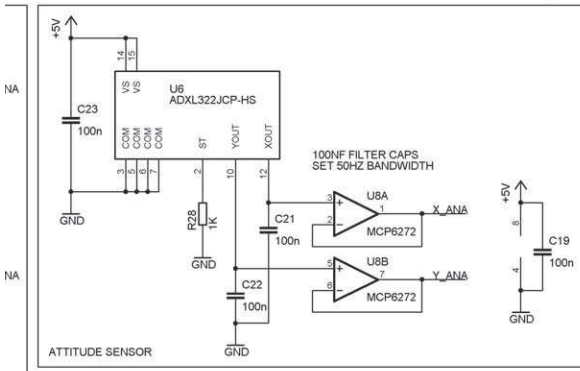 +5V
14
15
VS
VS
U6
ADXL322JCP-HS
C23
100n
COM
COM
COM
COM
ST
YOUT
XOUT
3
5
6
7
2
10
12
GND
R28
1K
GND
C21
100n
C22
100n
GND
100NF FILTER CAPS
SET 50HZ BANDWIDTH
3
2
1
U8A
MCP6272
X_ANA
5
6
7
U8B
MCP6272
Y_ANA
+5V
8
4
C19
100n
GND
ATTITUDE SENSOR
NA
NA